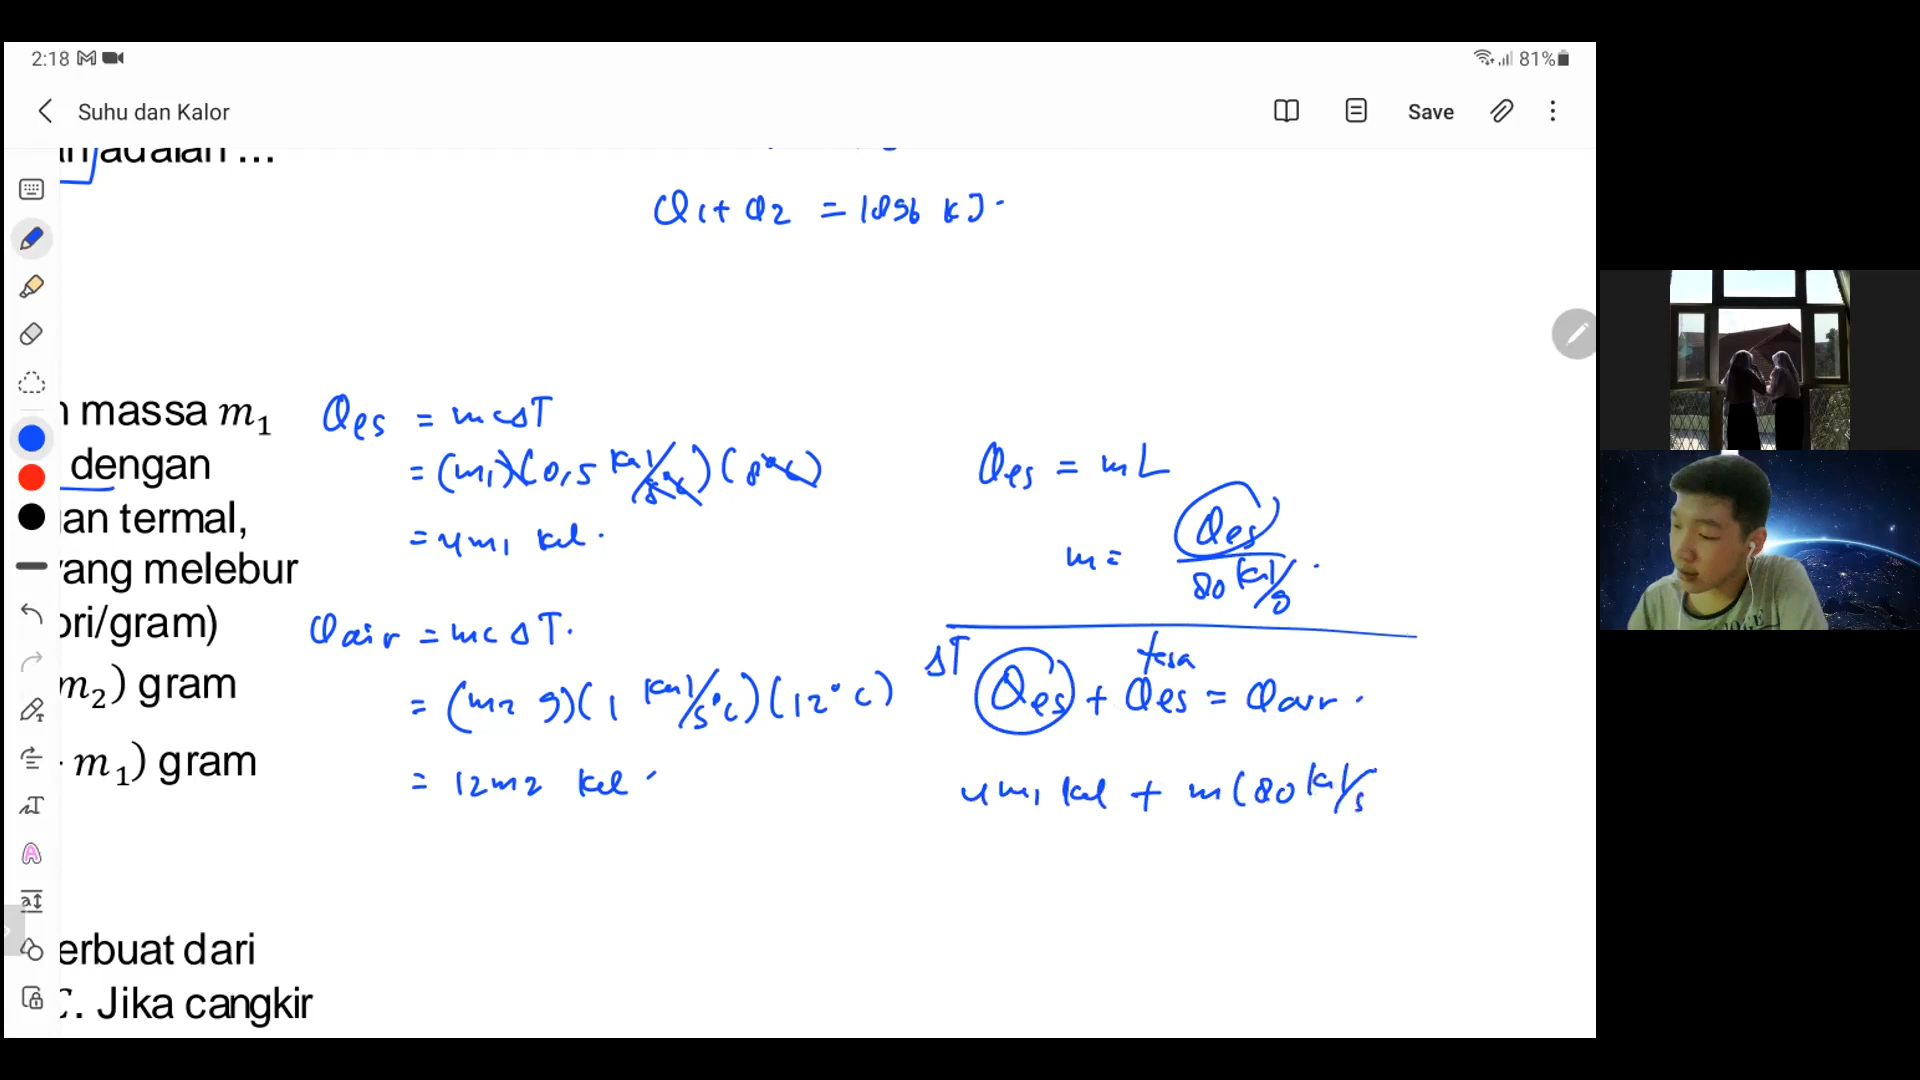 2:18
81%
Suhu dan Kalor
Save
adalah ...
Q1 + Q2 = 1056 kJ.
massa m₁
dengan
an termal,
yang melebur
ori/gram)
m₂) gram
- m₁) gram
Qes = mcΔT
= (m₁)(0,5 kal/g°C)(8°C)
= 4m₁ kal.
Qair = mcΔT.
= (m₂ g)(1 kal/g°C)(12°C)
= 12m₂ kal
Qes = mL
m = Qes / 80 kal/g.
ΔT fasa
Qes + Qes = Qair.
4m₁ kal + m(80 kal/g
erbuat dari
C. Jika cangkir